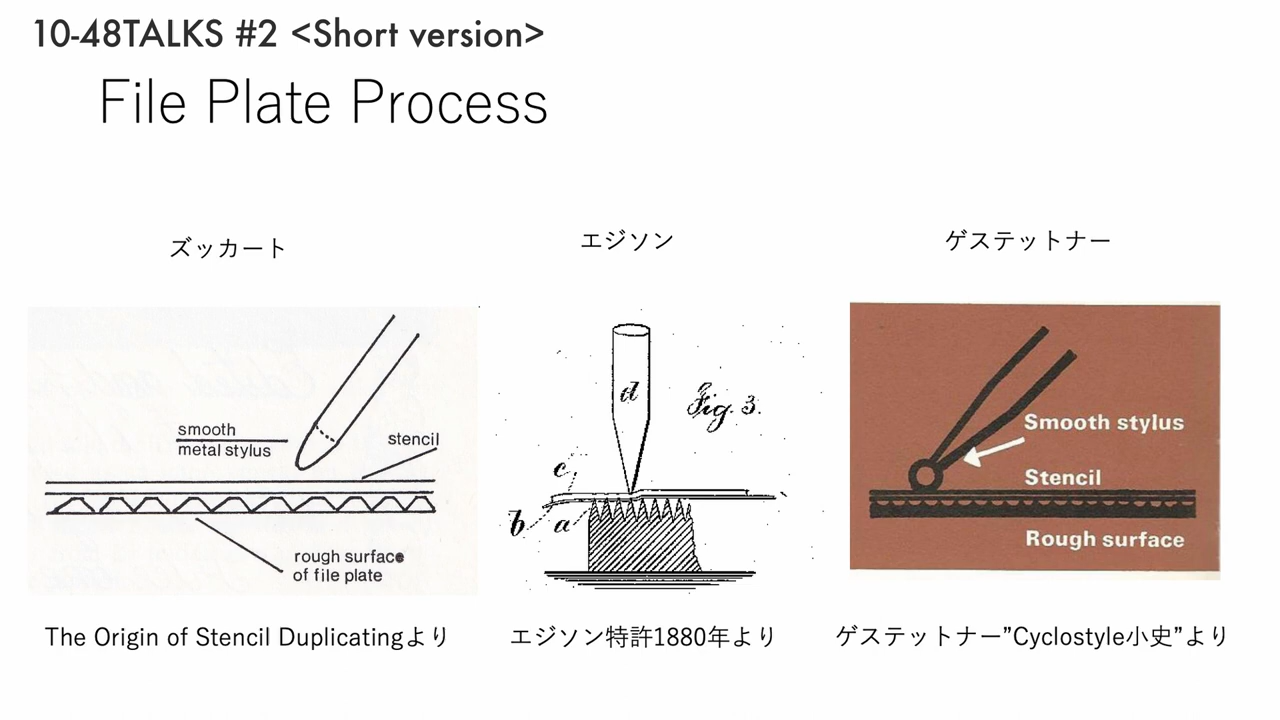 10-48TALKS #2 <Short version>
File Plate Process
ズッカート
エジソン
ゲステットナー
smooth
metal stylus
stencil
rough surface
of file plate
d
Fig. 3.
c
b
a
Smooth stylus
Stencil
Rough surface
The Origin of Stencil Duplicatingより
エジソン特許1880年より
ゲステットナー”Cyclostyle小史”より